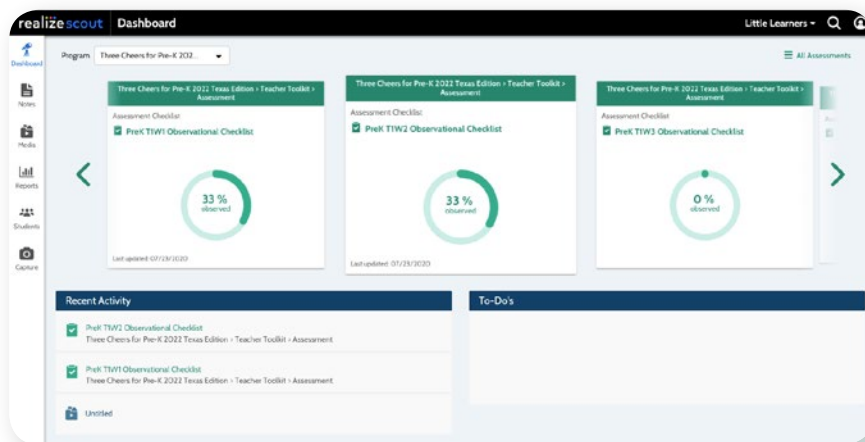 realizescout Dashboard Little Learners
Dashboard
Notes
Media
Reports
Students
Capture
Program Three Cheers for Pre-K 202... All Assessments
Three Cheers for Pre-K 2022 Texas Edition > Teacher Toolkit >
Assessment
Assessment Checklist
PreK T1W1 Observational Checklist
33 %
observed
Last updated: 07/23/2020
Three Cheers for Pre-K 2022 Texas Edition > Teacher Toolkit >
Assessment
Assessment Checklist
PreK T1W2 Observational Checklist
33 %
observed
Last updated: 07/23/2020
Three Cheers for Pre-K 2022 Texas Edition > Teacher Toolkit >
Assessment
Assessment Checklist
PreK T1W3 Observational Checklist
0 %
observed
Recent Activity
PreK T1W2 Observational Checklist
Three Cheers for Pre-K 2022 Texas Edition > Teacher Toolkit > Assessment
PreK T1W1 Observational Checklist
Three Cheers for Pre-K 2022 Texas Edition > Teacher Toolkit > Assessment
Untitled
To-Do's